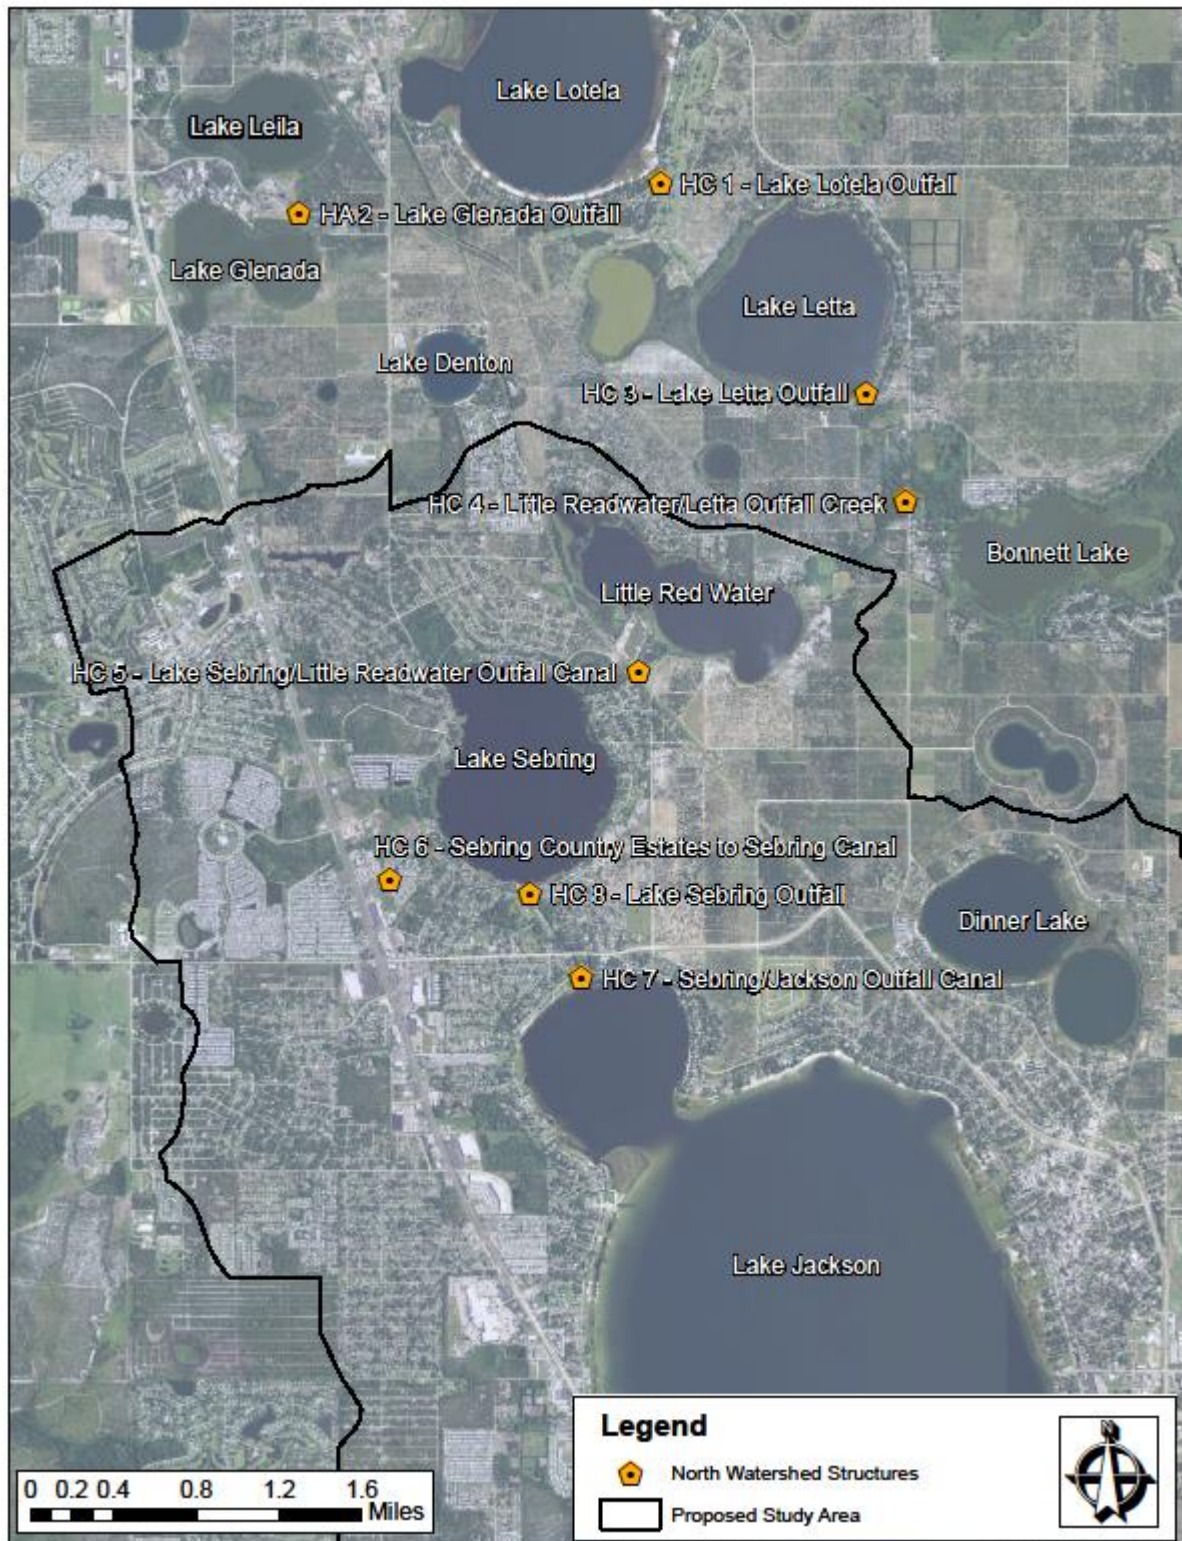 Lake Lotela
Lake Leila
HC 1 - Lake Lotela Outfall
HA 2 - Lake Glenada Outfall
Lake Glenada
Lake Letta
Lake Denton
HC 3 - Lake Letta Outfall
HC 4 - Little Readwater/Letta Outfall Creek
Bonnett Lake
Little Red Water
HC 5 - Lake Sebring/Little Readwater Outfall Canal
Lake Sebring
HC 6 - Sebring Country Estates to Sebring Canal
HC 8 - Lake Sebring Outfall
Dinner Lake
HC 7 - Sebring/Jackson Outfall Canal
Lake Jackson
Legend
North Watershed Structures
Proposed Study Area
N
0 0.2 0.4 0.8 1.2 1.6
Miles